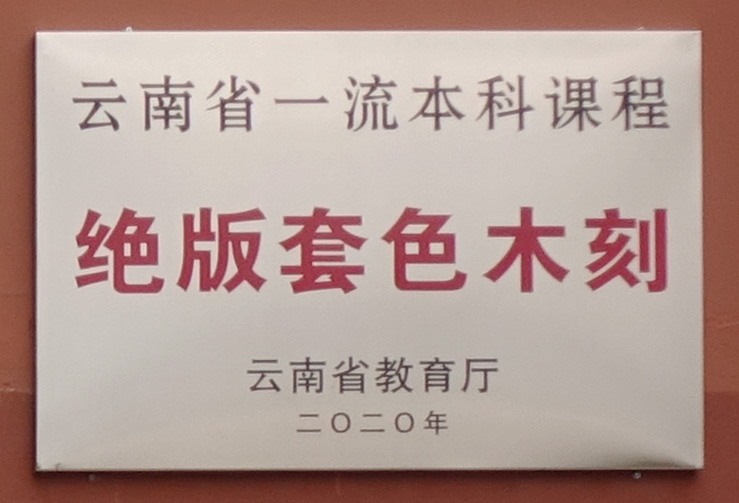 云南省一流本科课程
绝版套色木刻
云南省教育厅
二〇二〇年